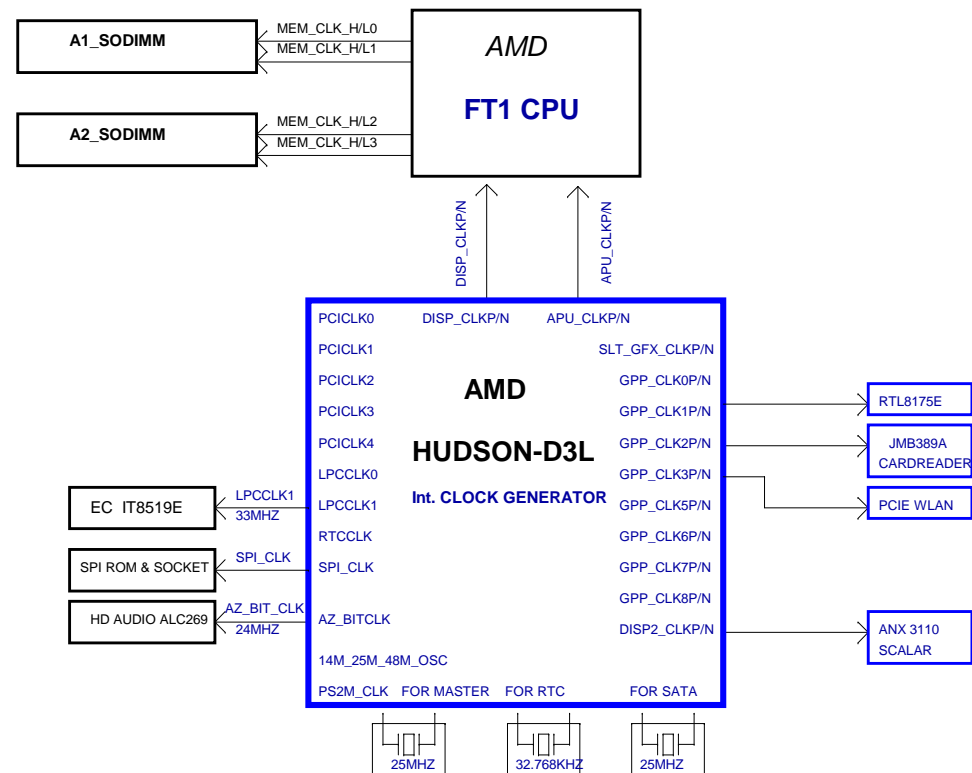 A1_SODIMM
MEM_CLK_H/L0
MEM_CLK_H/L1
AMD
FT1 CPU
A2_SODIMM
MEM_CLK_H/L2
MEM_CLK_H/L3
DISP_CLKP/N
APU_CLKP/N
PCICLK0
DISP_CLKP/N
APU_CLKP/N
PCICLK1
SLT_GFX_CLKP/N
PCICLK2
AMD
GPP_CLK0P/N
PCICLK3
GPP_CLK1P/N
RTL8175E
PCICLK4
HUDSON-D3L
GPP_CLK2P/N
JMB389A
CARDREADER
LPCCLK0
GPP_CLK3P/N
EC IT8519E
LPCCLK1
33MHZ
LPCCLK1
Int. CLOCK GENERATOR
GPP_CLK5P/N
PCIE WLAN
RTCCLK
GPP_CLK6P/N
SPI ROM & SOCKET
SPI_CLK
SPI_CLK
GPP_CLK7P/N
GPP_CLK8P/N
HD AUDIO ALC269
AZ_BIT_CLK
24MHZ
AZ_BITCLK
DISP2_CLKP/N
ANX 3110
SCALAR
14M_25M_48M_OSC
PS2M_CLK
FOR MASTER
FOR RTC
FOR SATA
25MHZ
32.768KHZ
25MHZ